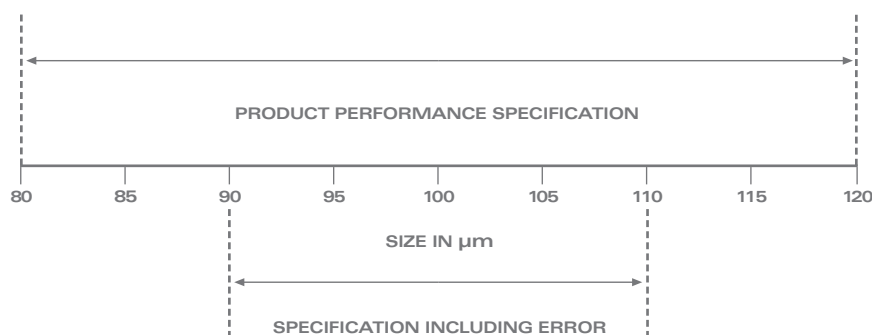 PRODUCT PERFORMANCE SPECIFICATION
80 85 90 95 100 105 110 115 120
SIZE IN µm
SPECIFICATION INCLUDING ERROR